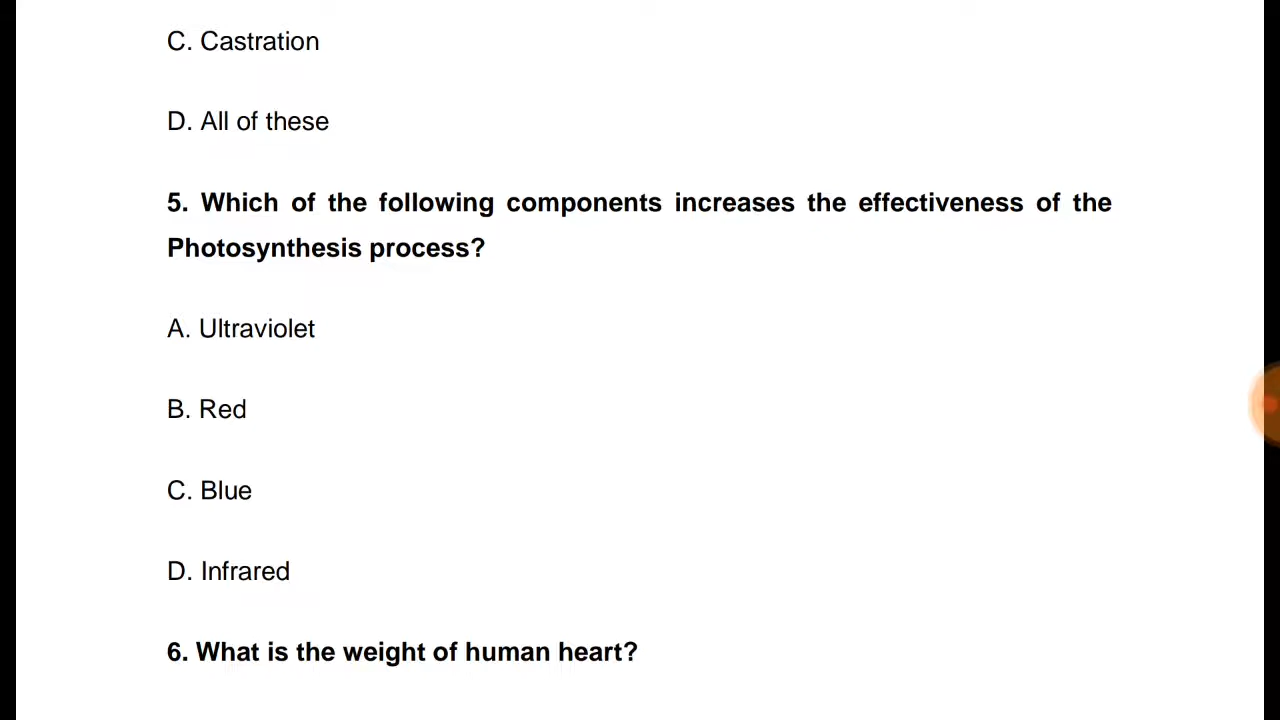 C. Castration
D. All of these
5. Which of the following components increases the effectiveness of the
Photosynthesis process?
A. Ultraviolet
B. Red
C. Blue
D. Infrared
6. What is the weight of human heart?